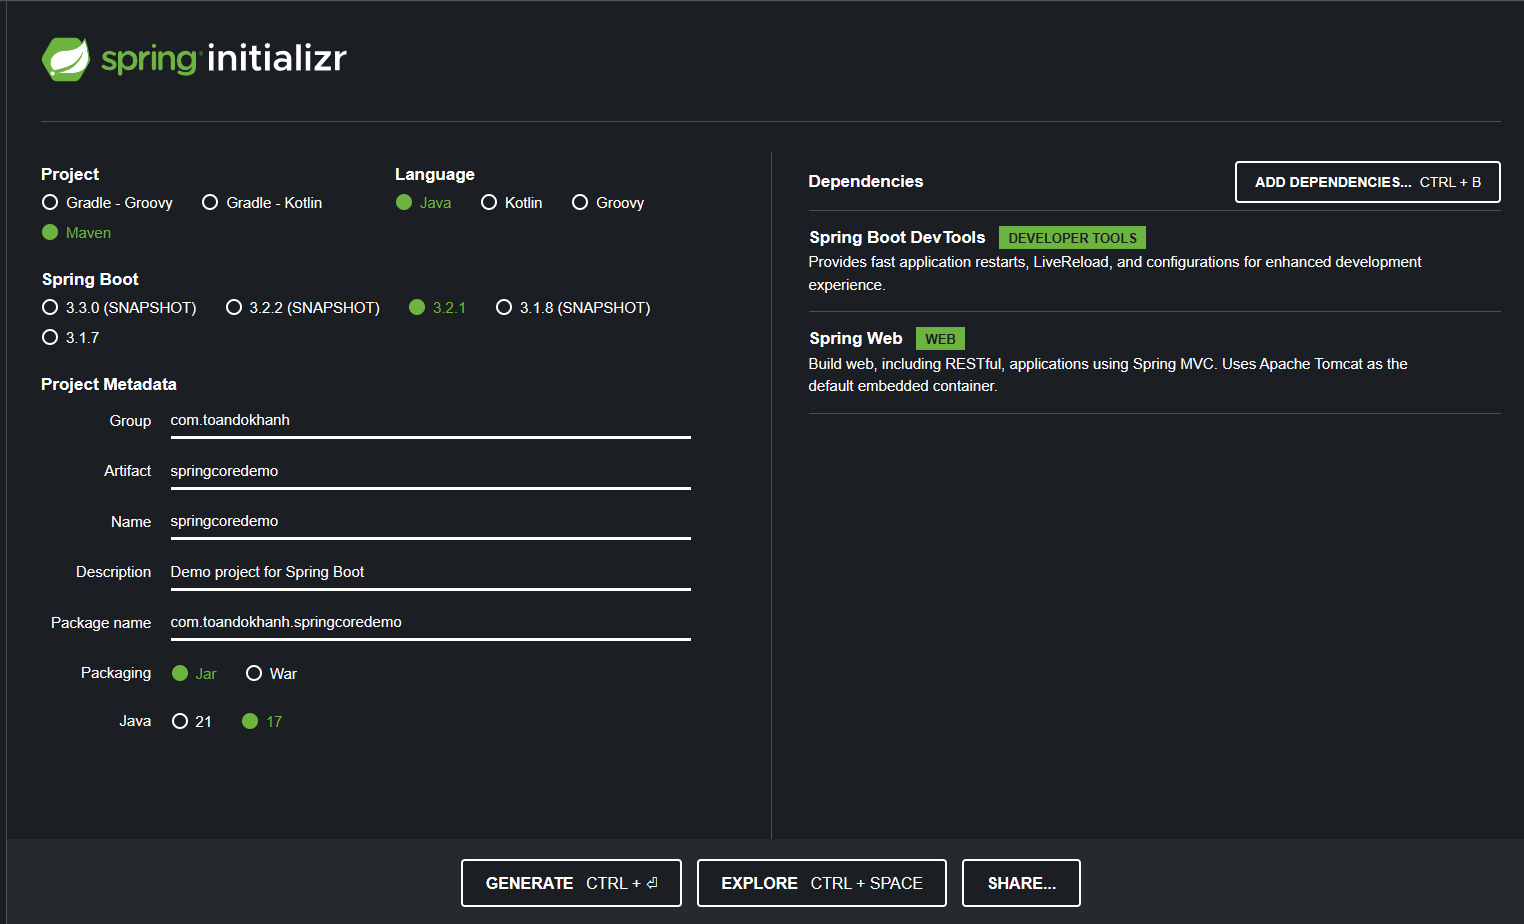 spring initializr
Project
Gradle - Groovy Gradle - Kotlin
Maven
Language
Java Kotlin Groovy
Spring Boot
3.3.0 (SNAPSHOT) 3.2.2 (SNAPSHOT) 3.2.1 3.1.8 (SNAPSHOT)
3.1.7
Project Metadata
Group com.toandokhanh
Artifact springcoredemo
Name springcoredemo
Description Demo project for Spring Boot
Package name com.toandokhanh.springcoredemo
Packaging Jar War
Java 21 17
Dependencies
ADD DEPENDENCIES... CTRL + B
Spring Boot DevTools DEVELOPER TOOLS
Provides fast application restarts, LiveReload, and configurations for enhanced development
experience.
Spring Web WEB
Build web, including RESTful, applications using Spring MVC. Uses Apache Tomcat as the
default embedded container.
GENERATE CTRL + ⏎
EXPLORE CTRL + SPACE
SHARE...